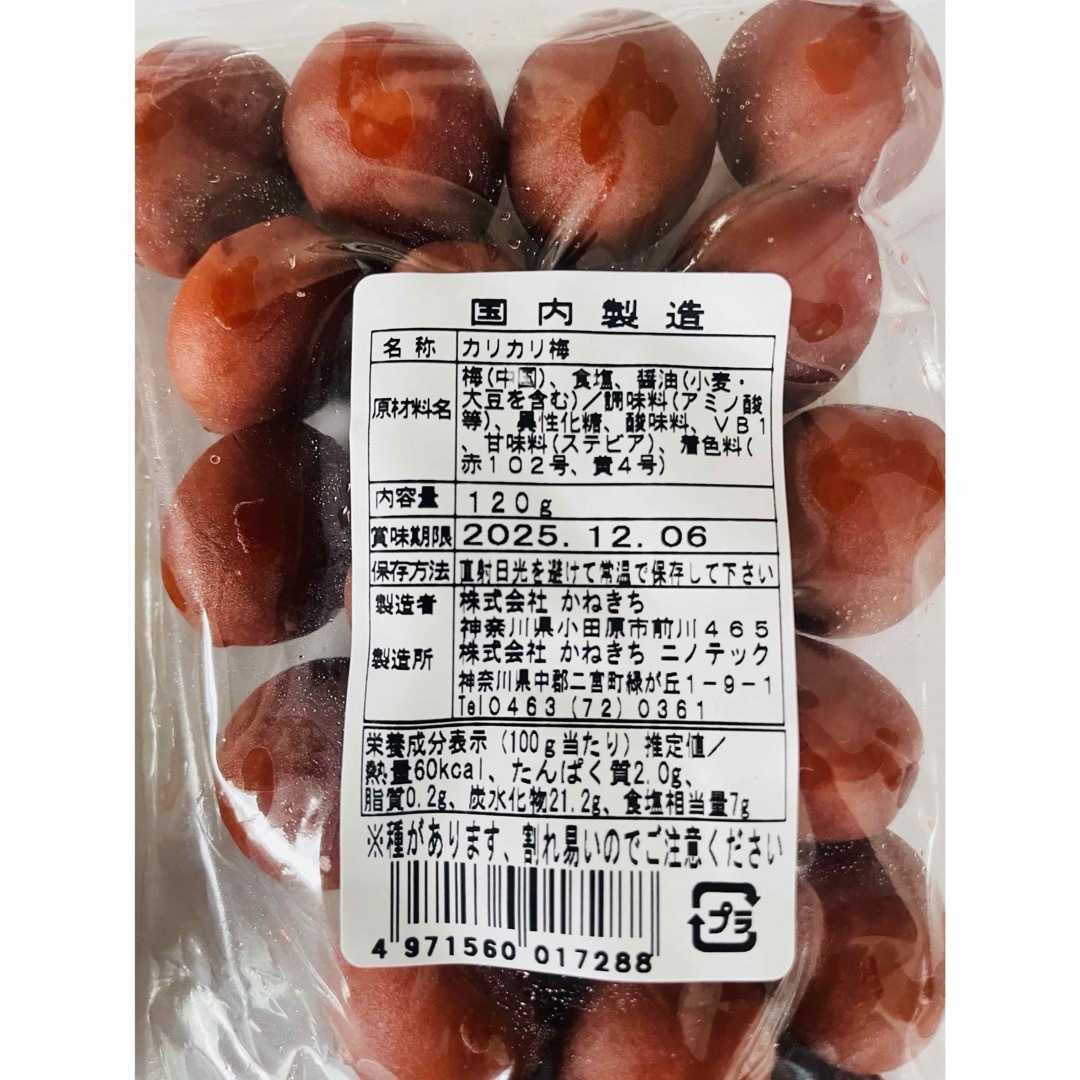 国内製造
名称 カリカリ梅
原材料名 梅(中国)、食塩、醤油(小麦・
大豆を含む)/調味料(アミノ酸
等)、異性化糖、酸味料、VB1
、甘味料(ステビア)、着色料(
赤102号、黄4号)
内容量 120g
賞味期限 2025.12.06
保存方法 直射日光を避けて常温で保存して下さい
製造者 株式会社 かねきち
神奈川県小田原市前川465
製造所 株式会社 かねきち ニノテック
神奈川県中郡二宮町緑が丘1-9-1
Tel0463(72)0361
栄養成分表示(100g当たり)推定値/
熱量60kcal、たんぱく質2.0g、
脂質0.2g、炭水化物21.2g、食塩相当量7g
※種があります、割れ易いのでご注意ください
プラ
4 971560 017288